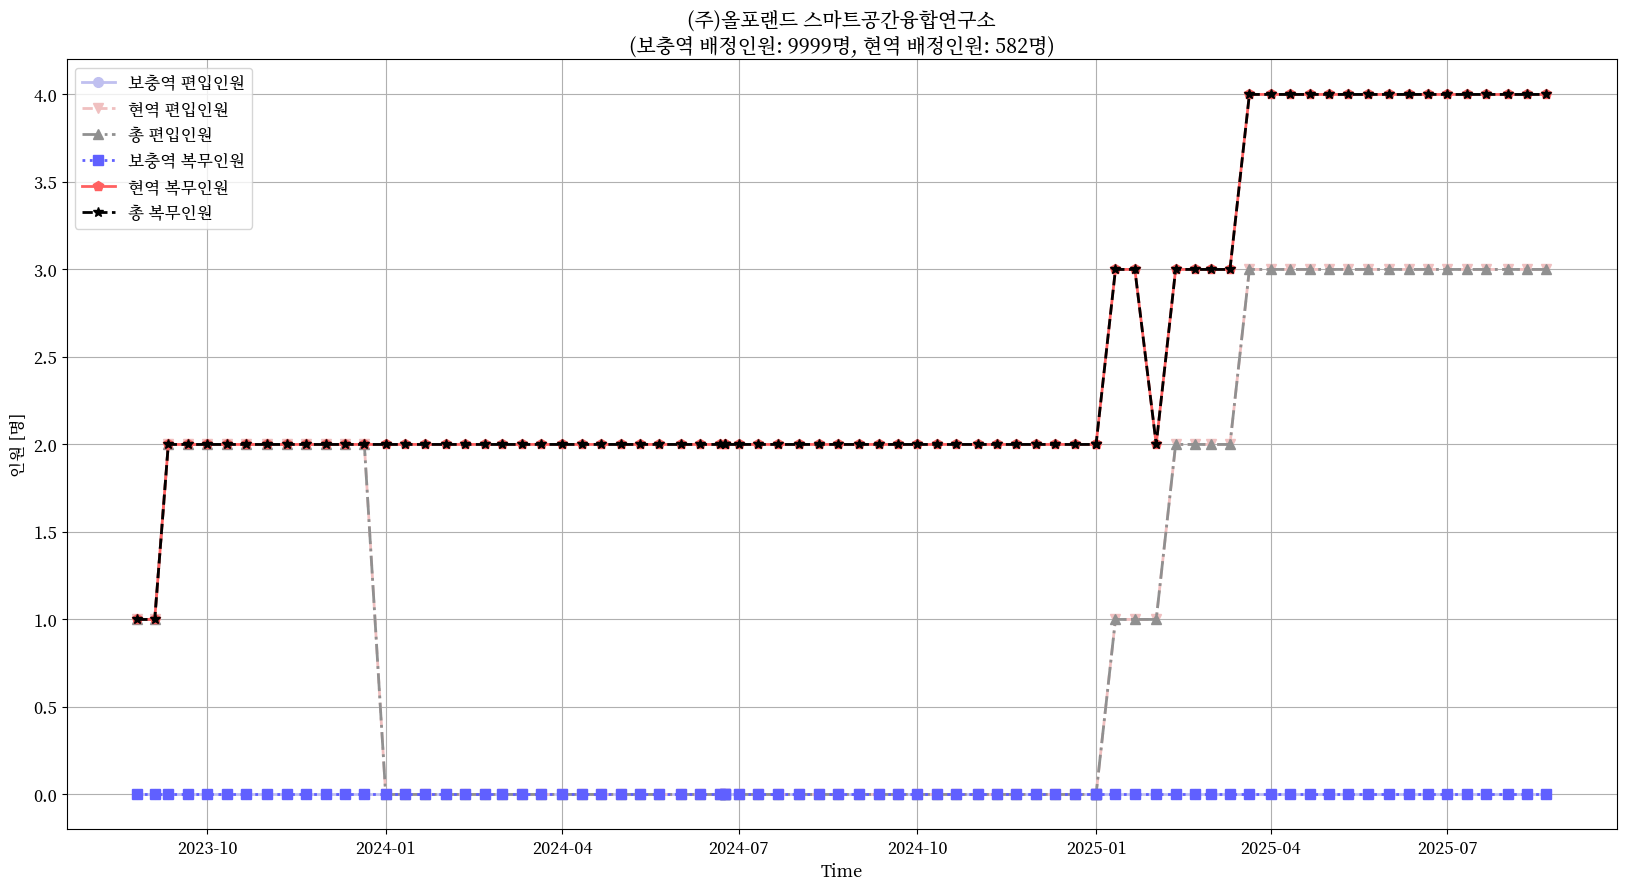 (주)올포랜드 스마트공간융합연구소
(보충역 배정인원: 9999명, 현역 배정인원: 582명)
보충역 편입인원
현역 편입인원
총 편입인원
보충역 복무인원
현역 복무인원
총 복무인원
4.0
3.5
3.0
2.5
2.0
1.5
1.0
0.5
0.0
인원 [명]
2023-10 2024-01 2024-04 2024-07 2024-10 2025-01 2025-04 2025-07
Time